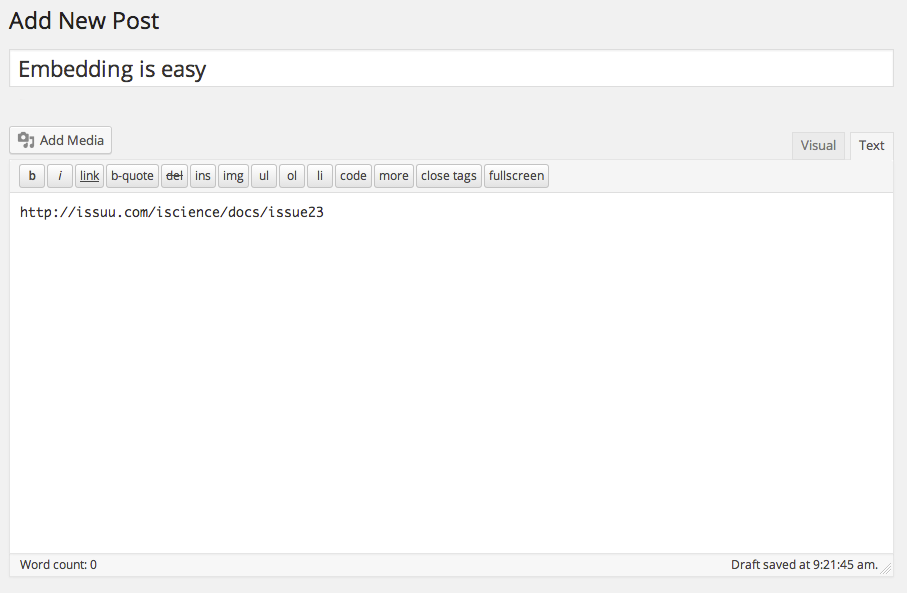 Add New Post
Embedding is easy
Add Media
Visual Text
b i link b-quote del ins img ul ol li code more close tags fullscreen
http://issuu.com/iscience/docs/issue23
Word count: 0 Draft saved at 9:21:45 am.